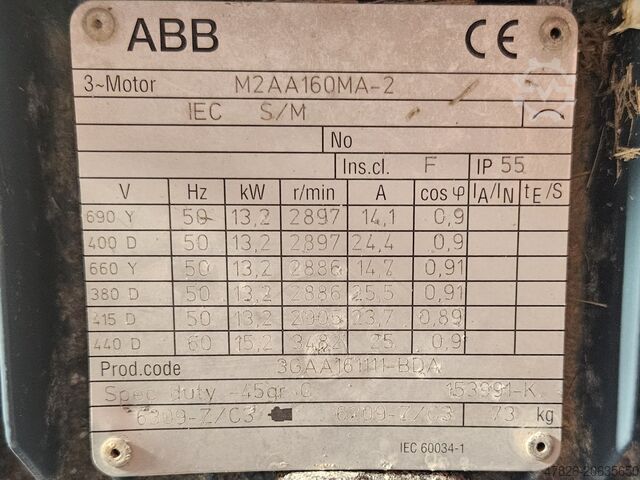 ABB CE
3~Motor M2AA160MA-2
IEC S/M
No
Ins.cl. F IP 55
V Hz kW r/min A cos φ IA/IN tE/S
690 Y 50 13,2 2897 14,1 0,9
400 D 50 13,2 2897 24,4 0,9
660 Y 50 13,2 2886 14,7 0,91
380 D 50 13,2 2886 25,5 0,91
415 D 50 13,2 2905 23,7 0,89
440 D 60 15,2 3482 25 0,9
Prod.code 3GAA161111-BDA
Spec duty -45gr C 153991-K
6309-Z/C3 6209-Z/C3 73 kg
IEC 60034-1
47826-20635650